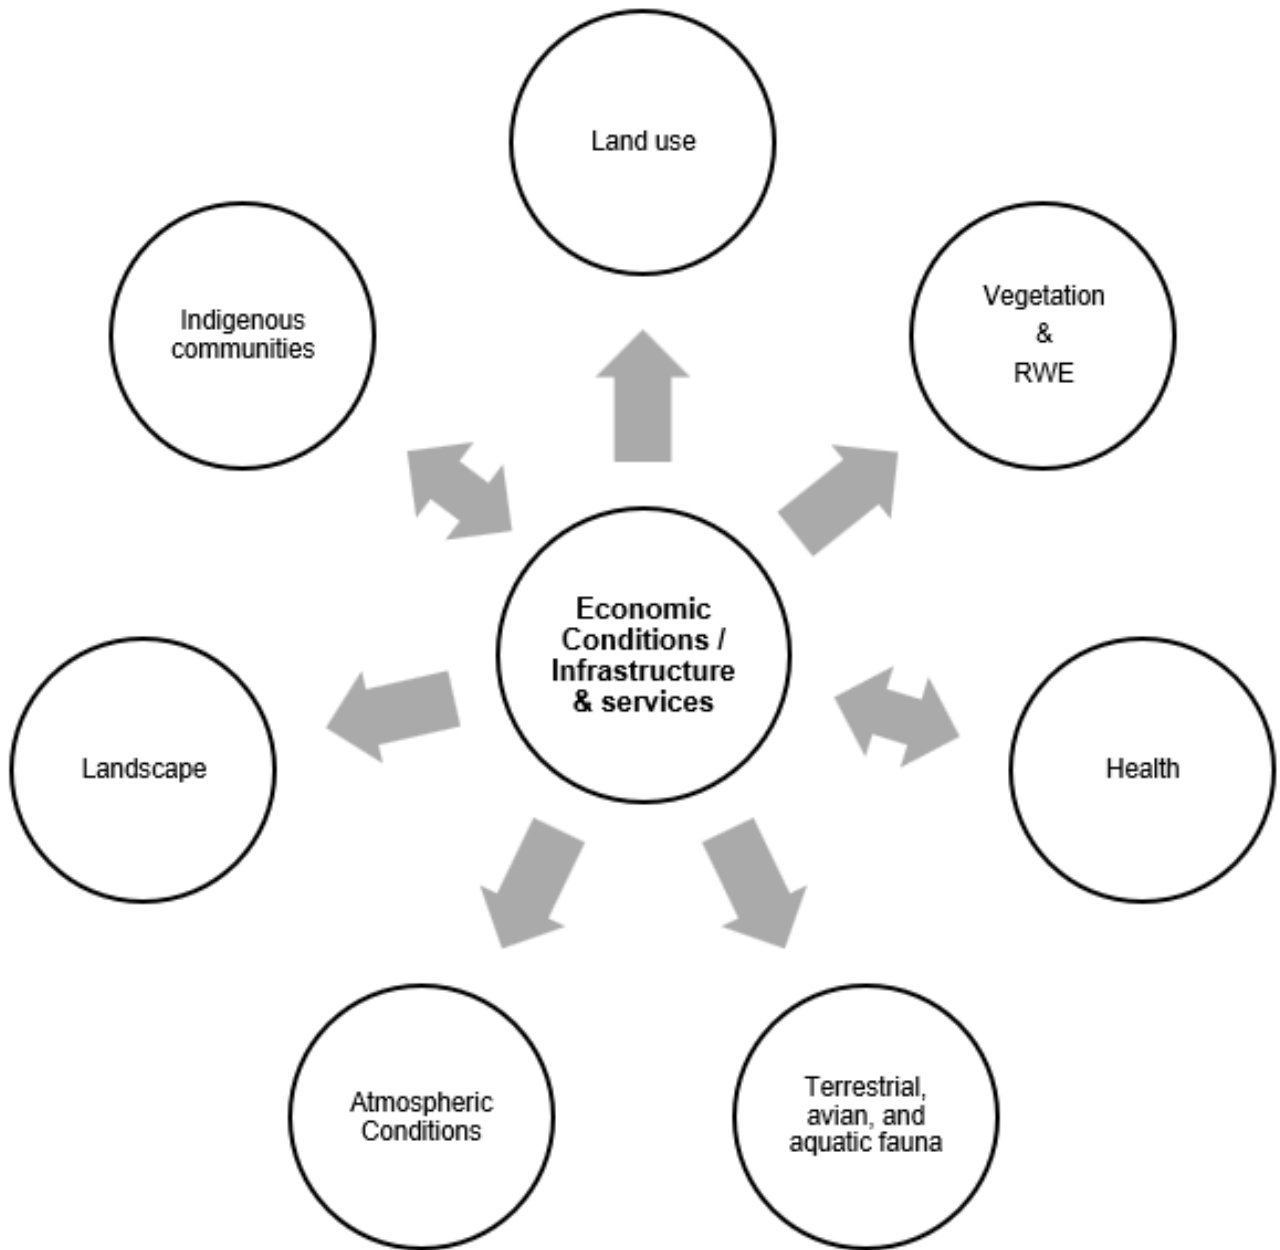 Land use
Vegetation
&
RWE
Indigenous
communities
Economic
Conditions /
Infrastructure
& services
Landscape
Health
Atmospheric
Conditions
Terrestrial,
avian, and
aquatic fauna